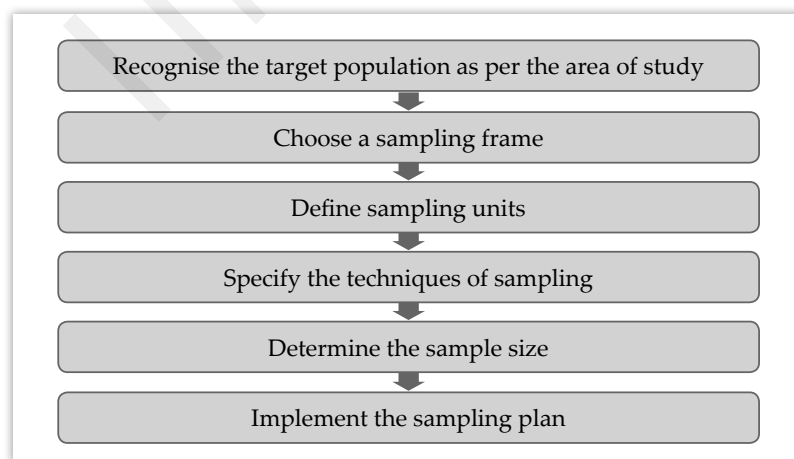 Recognise the target population as per the area of study
Choose a sampling frame
Define sampling units
Specify the techniques of sampling
Determine the sample size
Implement the sampling plan